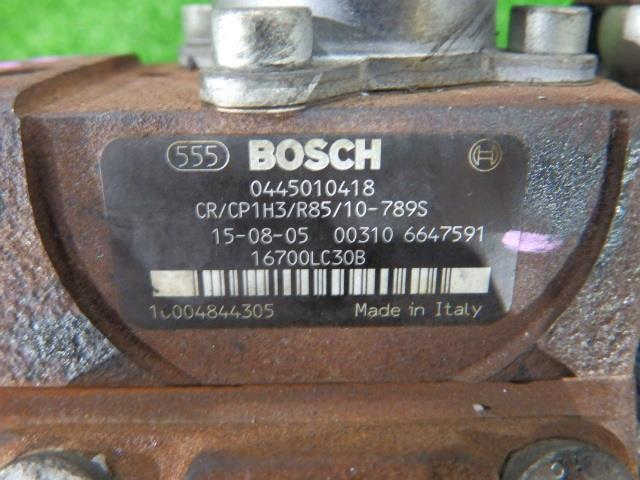 555 BOSCH
0445010418
CR/CP1H3/R85/10-789S
15-08-05 00310 6647591
16700LC30B
Made in Italy